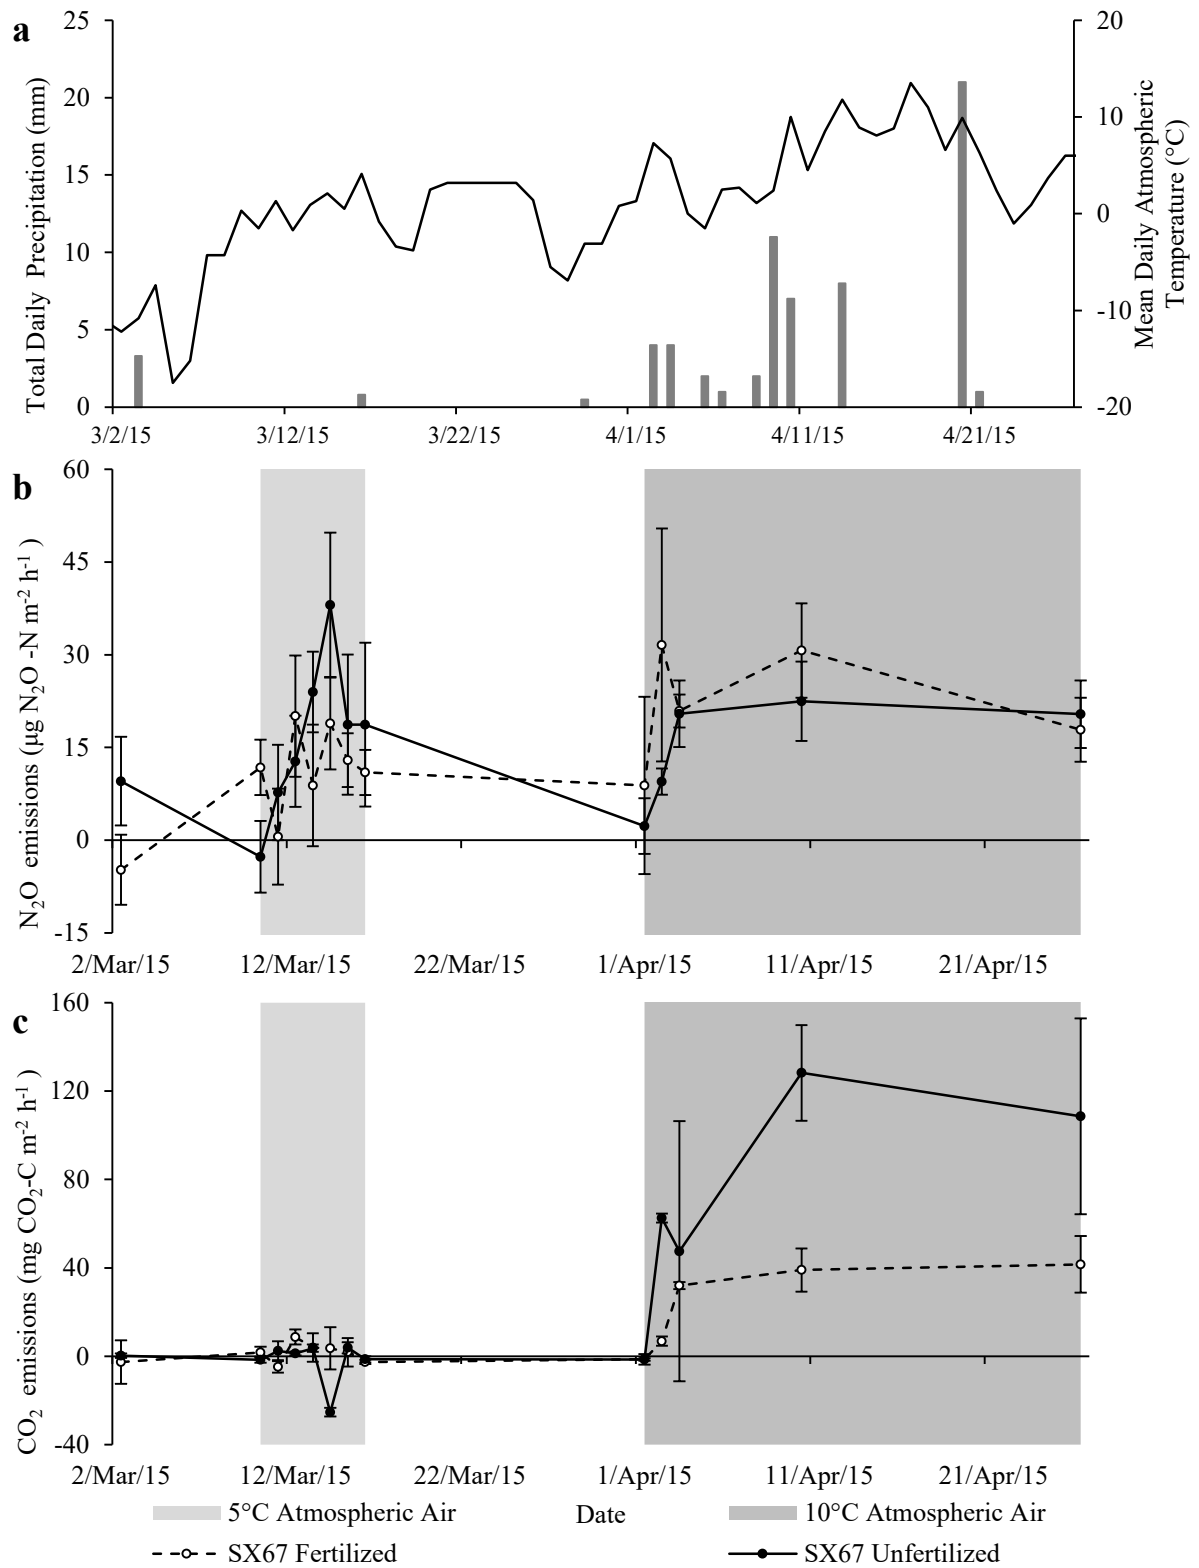 a
25
20
15
10
5
0
Total Daily Precipitation (mm)
20
10
0
-10
-20
Mean Daily Atmospheric
Temperature (°C)
3/2/15 3/12/15 3/22/15 4/1/15 4/11/15 4/21/15
b
60
45
30
15
0
-15
N₂O emissions (µg N₂O -N m⁻² h⁻¹ )
2/Mar/15 12/Mar/15 22/Mar/15 1/Apr/15 11/Apr/15 21/Apr/15
c
160
120
80
40
0
-40
CO₂ emissions (mg CO₂-C m⁻² h⁻¹ )
2/Mar/15 12/Mar/15 22/Mar/15 1/Apr/15 11/Apr/15 21/Apr/15
5°C Atmospheric Air Date 10°C Atmospheric Air
SX67 Fertilized SX67 Unfertilized